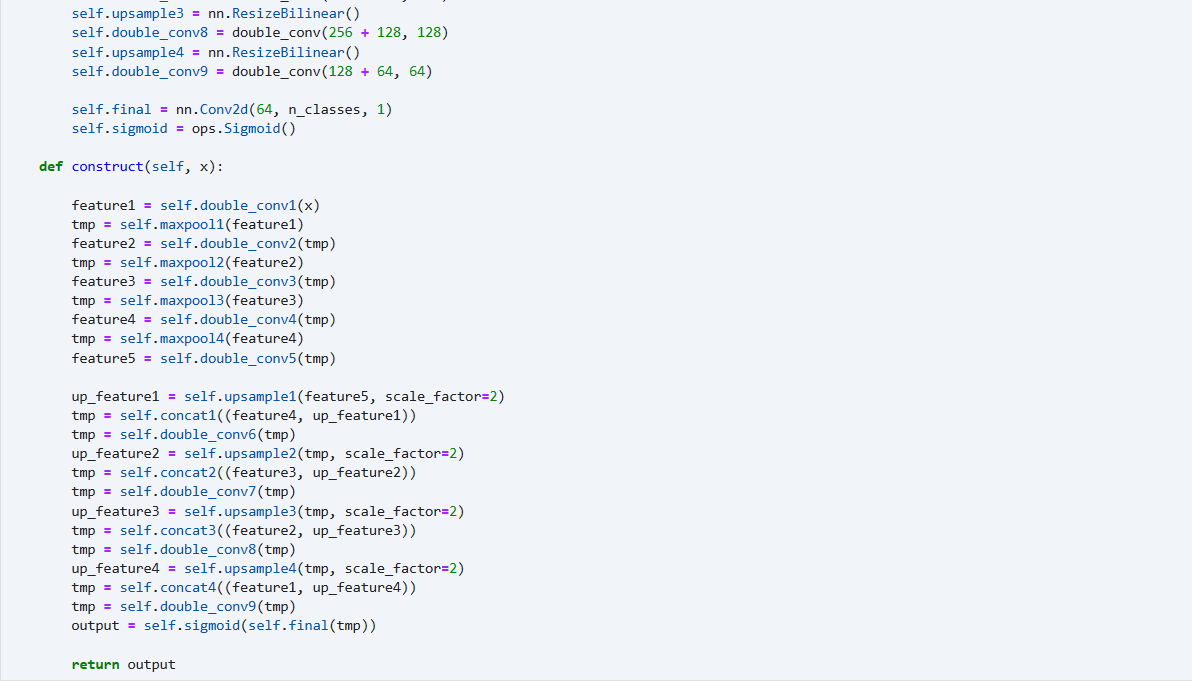 self.upsample3 = nn.ResizeBilinear()
self.double_conv8 = double_conv(256 + 128, 128)
self.upsample4 = nn.ResizeBilinear()
self.double_conv9 = double_conv(128 + 64, 64)
self.final = nn.Conv2d(64, n_classes, 1)
self.sigmoid = ops.Sigmoid()
def construct(self, x):
feature1 = self.double_conv1(x)
tmp = self.maxpool1(feature1)
feature2 = self.double_conv2(tmp)
tmp = self.maxpool2(feature2)
feature3 = self.double_conv3(tmp)
tmp = self.maxpool3(feature3)
feature4 = self.double_conv4(tmp)
tmp = self.maxpool4(feature4)
feature5 = self.double_conv5(tmp)
up_feature1 = self.upsample1(feature5, scale_factor=2)
tmp = self.concat1((feature4, up_feature1))
tmp = self.double_conv6(tmp)
up_feature2 = self.upsample2(tmp, scale_factor=2)
tmp = self.concat2((feature3, up_feature2))
tmp = self.double_conv7(tmp)
up_feature3 = self.upsample3(tmp, scale_factor=2)
tmp = self.concat3((feature2, up_feature3))
tmp = self.double_conv8(tmp)
up_feature4 = self.upsample4(tmp, scale_factor=2)
tmp = self.concat4((feature1, up_feature4))
tmp = self.double_conv9(tmp)
output = self.sigmoid(self.final(tmp))
return output